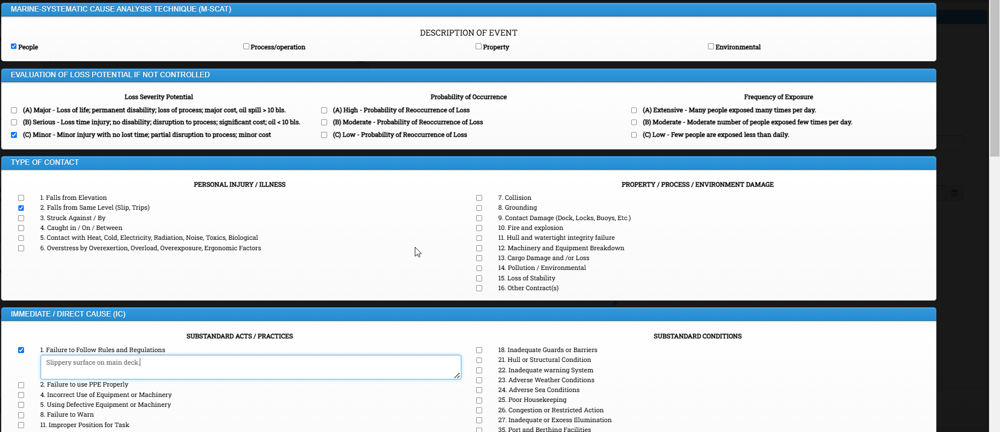 MARINE-SYSTEMATIC CAUSE ANALYSIS TECHNIQUE (M-SCAT)
DESCRIPTION OF EVENT
People Process/operation Property Environmental
EVALUATION OF LOSS POTENTIAL IF NOT CONTROLLED
Loss Severity Potential
(A) Major - Loss of life; permanent disability; loss of process; major cost, oil spill > 10 bls.
(B) Serious - Loss time injury; no disability; disruption to process; significant cost; oil < 10 bls.
(C) Minor - Minor injury with no lost time; partial disruption to process; minor cost
Probability of Occurrence
(A) High - Probability of Reoccurrence of Loss
(B) Moderate - Probability of Reoccurrence of Loss
(C) Low - Probability of Reoccurrence of Loss
Frequency of Exposure
(A) Extensive - Many people exposed many times per day.
(B) Moderate - Moderate number of people exposed few times per day.
(C) Low - Few people are exposed less than daily.
TYPE OF CONTACT
PERSONAL INJURY / ILLNESS
1. Falls from Elevation
2. Falls from Same Level (Slip, Trips)
3. Struck Against / By
4. Caught in / On / Between
5. Contact with Heat, Cold, Electricity, Radiation, Noise, Toxics, Biological
6. Overstress by Overexertion, Overload, Overexposure, Ergonomic Factors
PROPERTY / PROCESS / ENVIRONMENT DAMAGE
7. Collision
8. Grounding
9. Contact Damage (Dock, Locks, Buoys, Etc.)
10. Fire and explosion
11. Hull and watertight integrity failure
12. Machinery and Equipment Breakdown
13. Cargo Damage and /or Loss
14. Pollution / Environmental
15. Loss of Stability
16. Other Contract(s)
IMMEDIATE / DIRECT CAUSE (IC)
SUBSTANDARD ACTS / PRACTICES
1. Failure to Follow Rules and Regulations
Slippery surface on main deck.
2. Failure to use PPE Properly
4. Incorrect Use of Equipment or Machinery
5. Using Defective Equipment or Machinery
8. Failure to Warn
11. Improper Position for Task
SUBSTANDARD CONDITIONS
18. Inadequate Guards or Barriers
21. Hull or Structural Condition
22. Inadequate warning System
23. Adverse Weather Conditions
24. Adverse Sea Conditions
25. Poor Housekeeping
26. Congestion or Restricted Action
27. Inadequate or Excess Illumination
35. Port and Berthing Facilities